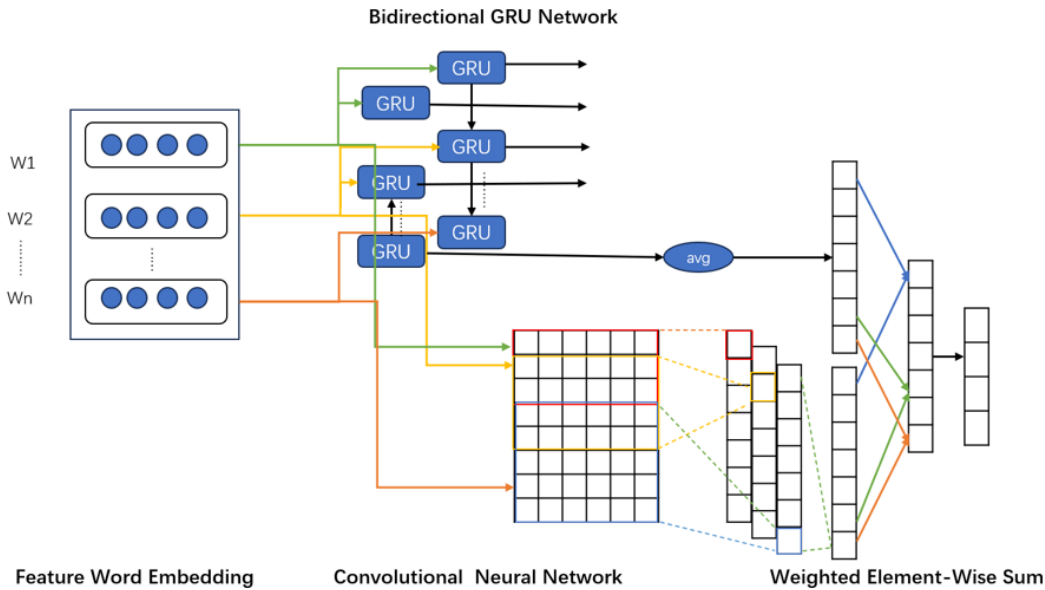 Bidirectional GRU Network
GRU
GRU
W1
GRU
GRU
W2
GRU
GRU
avg
Wn
Feature Word Embedding
Convolutional Neural Network
Weighted Element-Wise Sum